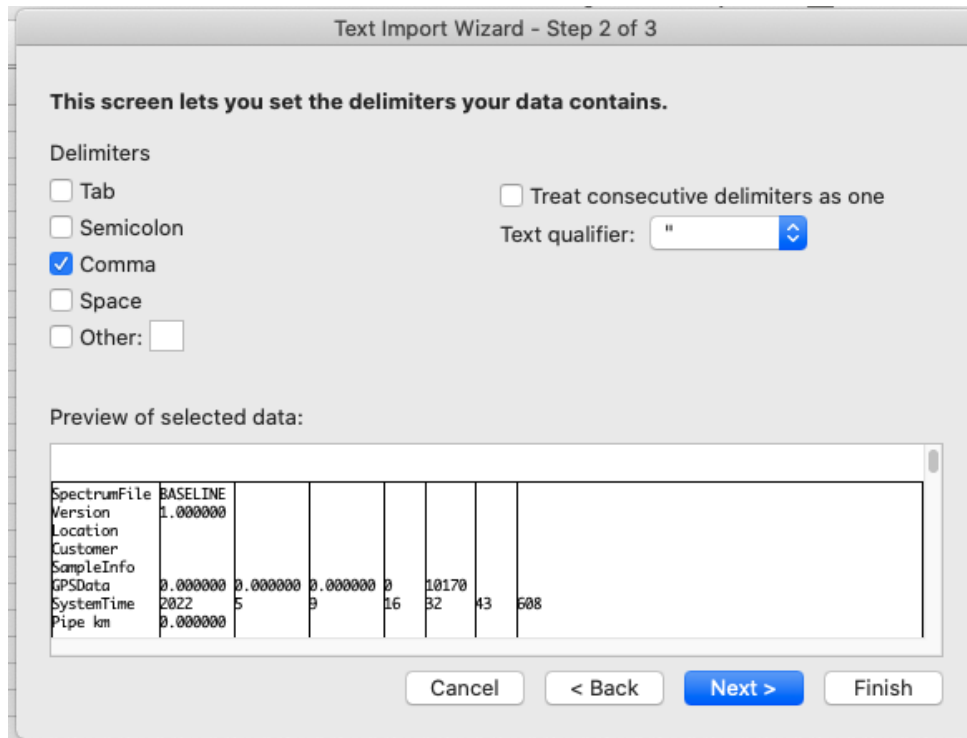 Text Import Wizard - Step 2 of 3
This screen lets you set the delimiters your data contains.
Delimiters
Tab
Treat consecutive delimiters as one
Semicolon
Text qualifier: "
Comma
Space
Other:
Preview of selected data:
SpectrumFile BASELINE
Version 1.000000
Location
Customer
SampleInfo
GPSData 0.000000 0.000000 0.000000 0 10170
SystemTime 2022 5 9 16 32 43 608
Pipe km 0.000000
Cancel < Back Next > Finish